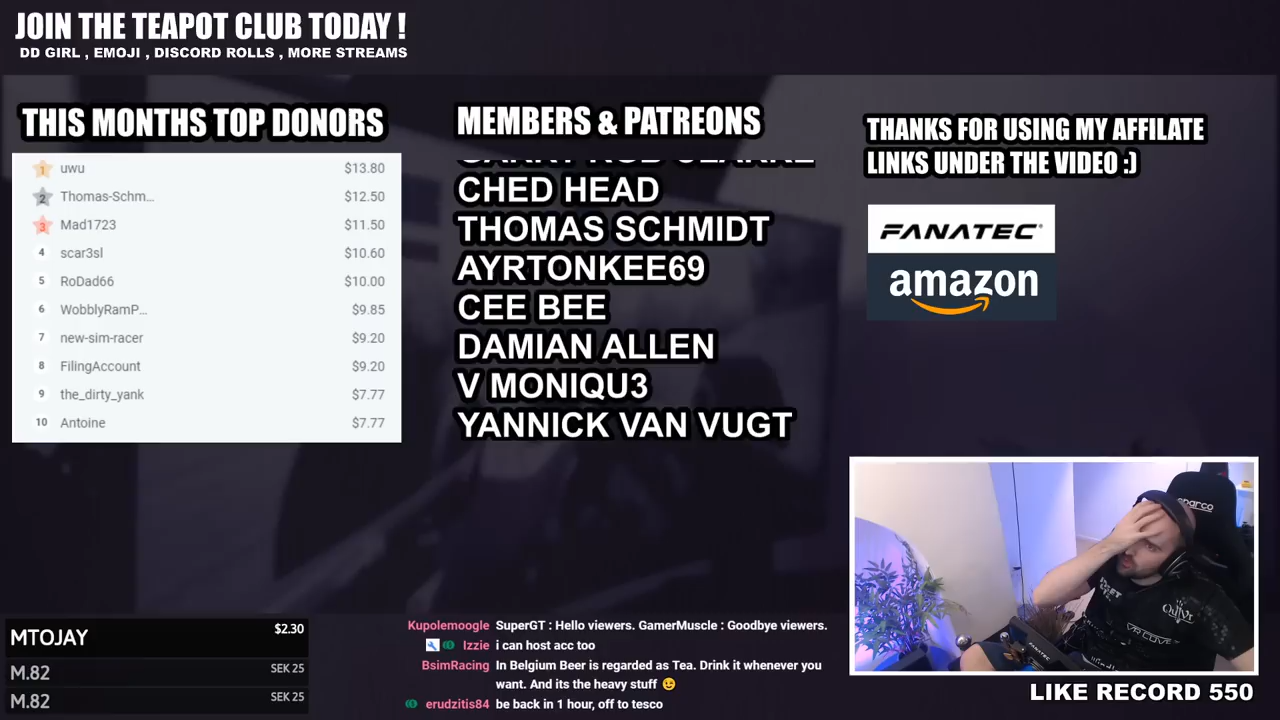 JOIN THE TEAPOT CLUB TODAY !
DD GIRL , EMOJI , DISCORD ROLLS , MORE STREAMS
THIS MONTHS TOP DONORS
1 uwu $13.80
2 Thomas-Schm... $12.50
3 Mad1723 $11.50
4 scar3sl $10.60
5 RoDad66 $10.00
6 WobblyRamP... $9.85
7 new-sim-racer $9.20
8 FilingAccount $9.20
9 the_dirty_yank $7.77
10 Antoine $7.77
MEMBERS & PATREONS
CHED HEAD
THOMAS SCHMIDT
AYRTONKEE69
CEE BEE
DAMIAN ALLEN
V MONIQU3
YANNICK VAN VUGT
THANKS FOR USING MY AFFILATE
LINKS UNDER THE VIDEO :)
FANATEC
amazon
sparco
FANATEC
LIKE RECORD 550
MTOJAY $2.30
M.82 SEK 25
M.82 SEK 25
Kupolemoogle SuperGT : Hello viewers. GamerMuscle : Goodbye viewers.
Izzie i can host acc too
BsimRacing In Belgium Beer is regarded as Tea. Drink it whenever you
want. And its the heavy stuff 😉
erudzitis84 be back in 1 hour, off to tesco